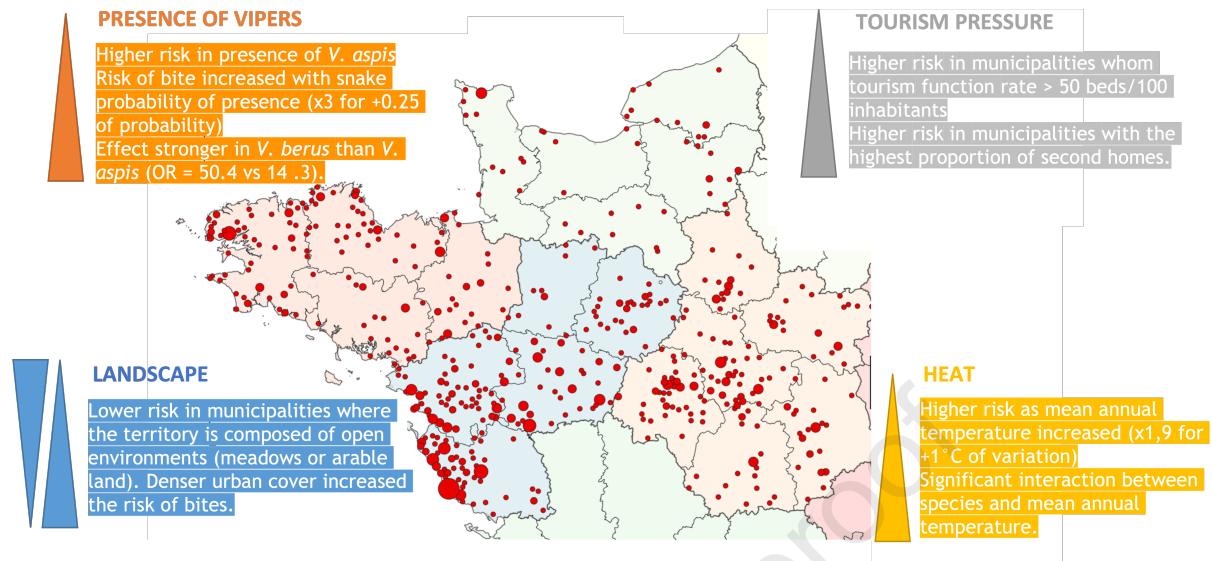 PRESENCE OF VIPERS
Higher risk in presence of V. aspis
Risk of bite increased with snake
probability of presence (x3 for +0.25
of probability)
Effect stronger in V. berus than V.
aspis (OR = 50.4 vs 14 .3).
TOURISM PRESSURE
Higher risk in municipalities whom
tourism function rate > 50 beds/100
inhabitants
Higher risk in municipalities with the
highest proportion of second homes.
LANDSCAPE
Lower risk in municipalities where
the territory is composed of open
environments (meadows or arable
land). Denser urban cover increased
the risk of bites.
HEAT
Higher risk as mean annual
temperature increased (x1,9 for
+1°C of variation)
Significant interaction between
species and mean annual
temperature.
proof